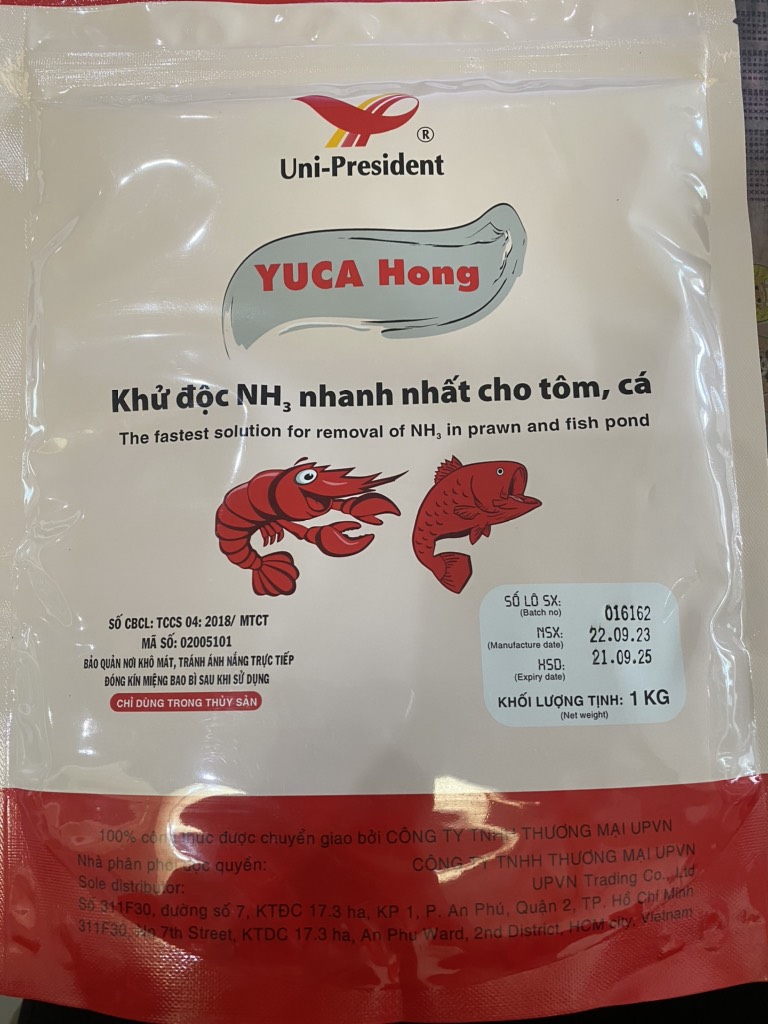 ®
Uni-President
YUCA Hong
Khử độc NH₃ nhanh nhất cho tôm, cá
The fastest solution for removal of NH₃ in prawn and fish pond
SỐ CBCL: TCCS 04: 2018/ MTCT
MÃ SỐ: 02005101
BẢO QUẢN NƠI KHÔ MÁT, TRÁNH ÁNH NẮNG TRỰC TIẾP
ĐÓNG KÍN MIỆNG BAO BÌ SAU KHI SỬ DỤNG
CHỈ DÙNG TRONG THỦY SẢN
SỐ LÔ SX: 016162
(Batch no)
NSX: 22.09.23
(Manufacture date)
HSD: 21.09.25
(Expiry date)
KHỐI LƯỢNG TỊNH: 1 KG
(Net weight)
100% công thức được chuyển giao bởi CÔNG TY TNHH THƯƠNG MẠI UPVN
Nhà phân phối độc quyền: CÔNG TY TNHH THƯƠNG MẠI UPVN
Sole distributor: UPVN Trading Co., Ltd
Số 311F30, đường số 7, KTĐC 17.3 ha, KP 1, P. An Phú, Quận 2, TP. Hồ Chí Minh
311F30, No 7th Street, KTDC 17.3 ha, An Phu Ward, 2nd District, HCM city, Vietnam